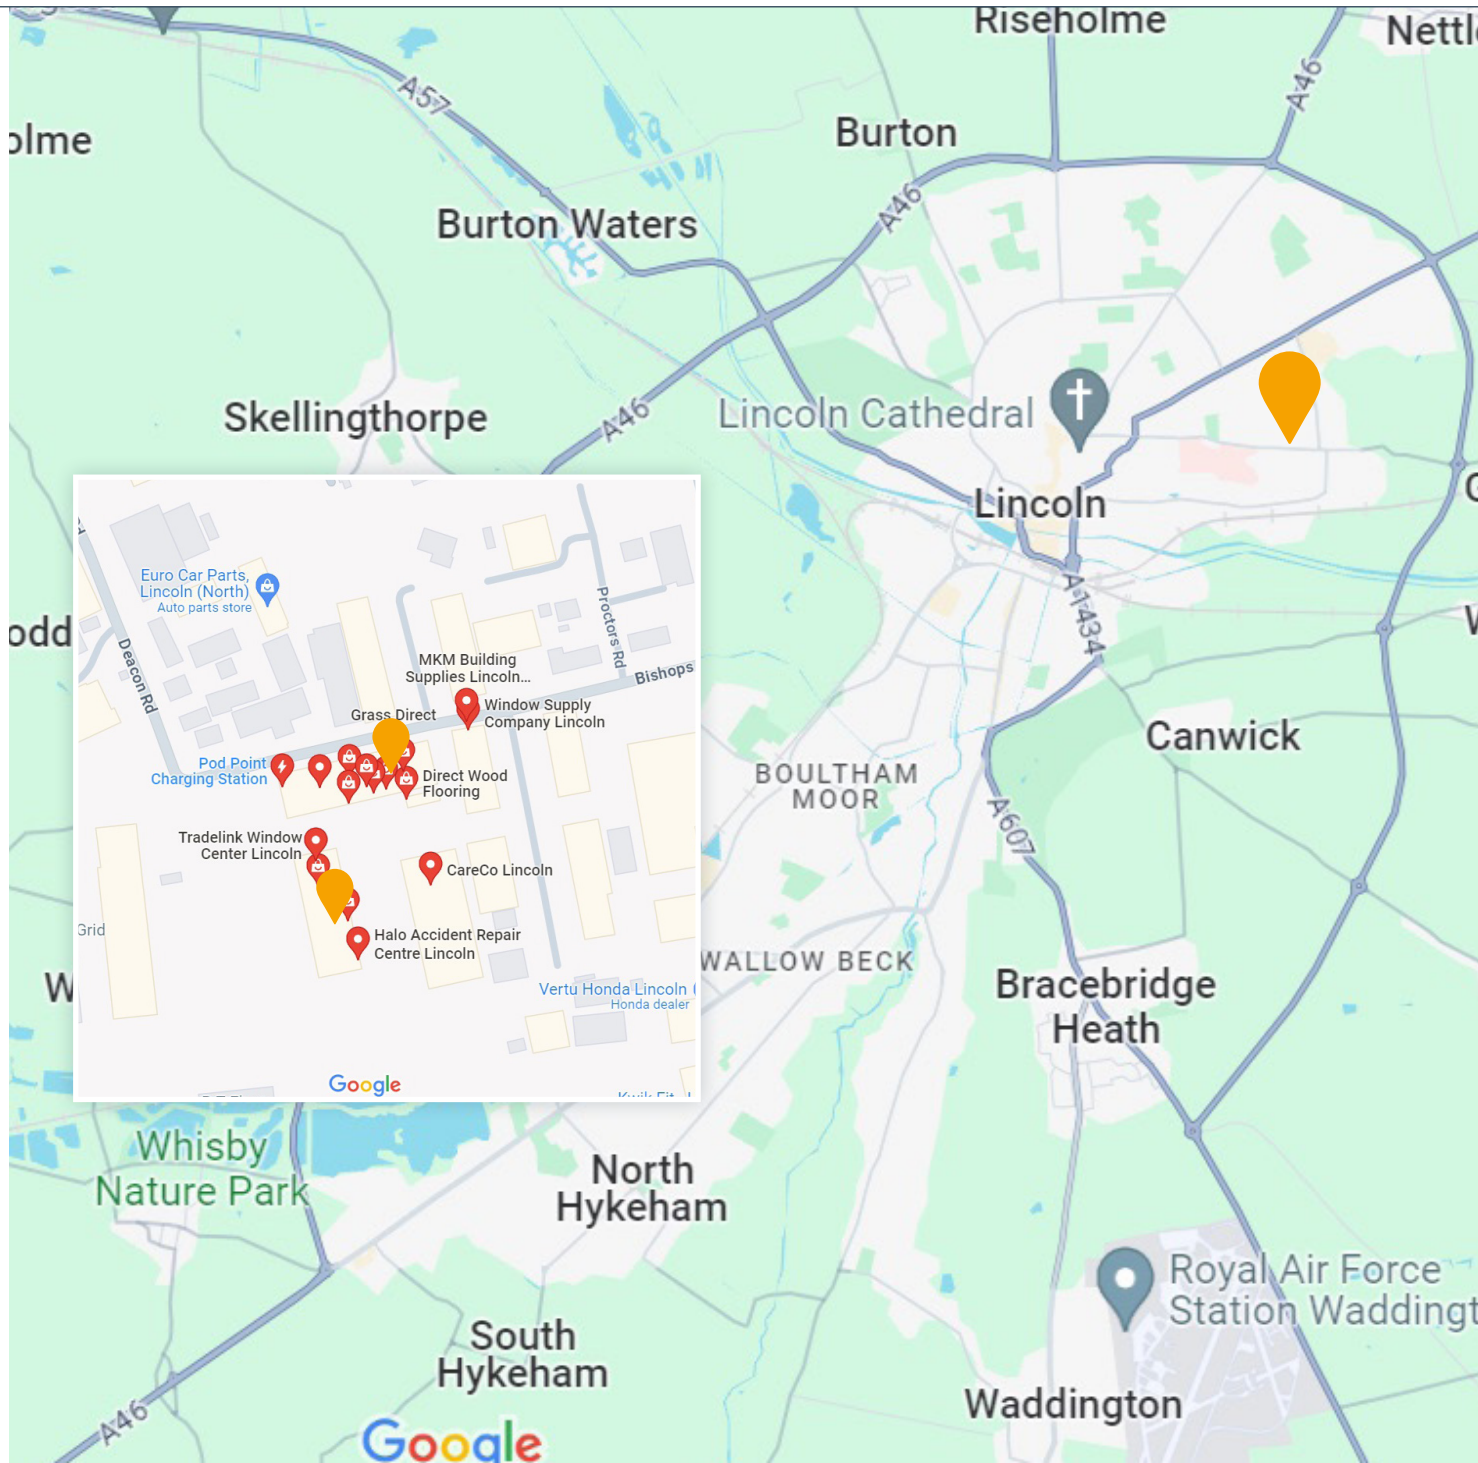 Riseholme
Nettl
A46
A57
Burton
olme
A46
Burton Waters
Skellingthorpe
A46
Lincoln Cathedral
Lincoln
A1434
odd
Canwick
BOULTHAM
MOOR
A607
WALLOW BECK
Bracebridge
Heath
W
Euro Car Parts,
Lincoln (North)
Auto parts store
Deacon Rd
Proctors Rd
Bishops
MKM Building
Supplies Lincoln...
Window Supply
Company Lincoln
Grass Direct
Pod Point
Charging Station
Direct Wood
Flooring
Tradelink Window
Center Lincoln
CareCo Lincoln
Grid
Halo Accident Repair
Centre Lincoln
Vertu Honda Lincoln
Honda dealer
Google
Whisby
Nature Park
North
Hykeham
Royal Air Force
Station Waddingt
South
Hykeham
Waddington
A46
Google